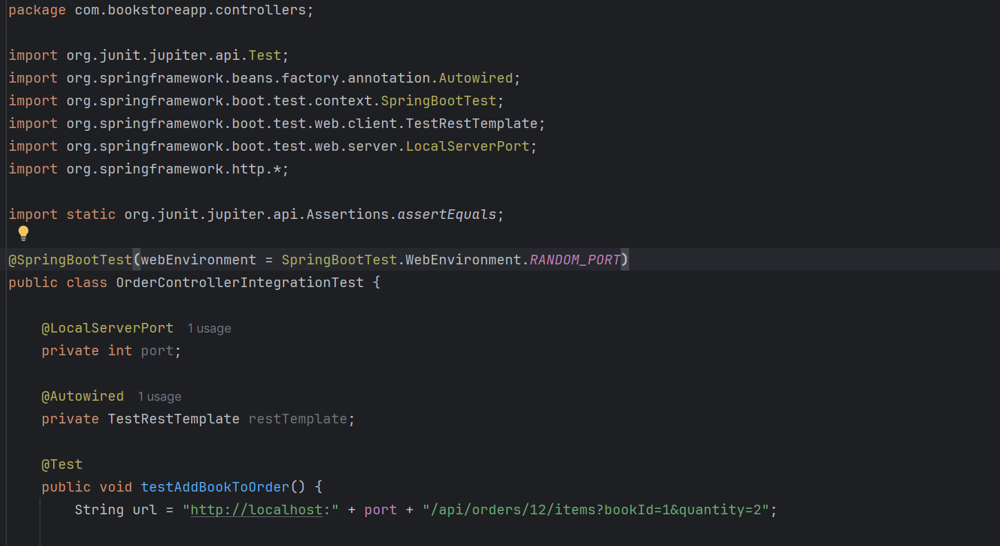 package com.bookstoreapp.controllers;
import org.junit.jupiter.api.Test;
import org.springframework.beans.factory.annotation.Autowired;
import org.springframework.boot.test.context.SpringBootTest;
import org.springframework.boot.test.web.client.TestRestTemplate;
import org.springframework.boot.test.web.server.LocalServerPort;
import org.springframework.http.*;
import static org.junit.jupiter.api.Assertions.assertEquals;
@SpringBootTest(webEnvironment = SpringBootTest.WebEnvironment.RANDOM_PORT)
public class OrderControllerIntegrationTest {
@LocalServerPort 1 usage
private int port;
@Autowired 1 usage
private TestRestTemplate restTemplate;
@Test
public void testAddBookToOrder() {
String url = "http://localhost:" + port + "/api/orders/12/items?bookId=1&quantity=2";